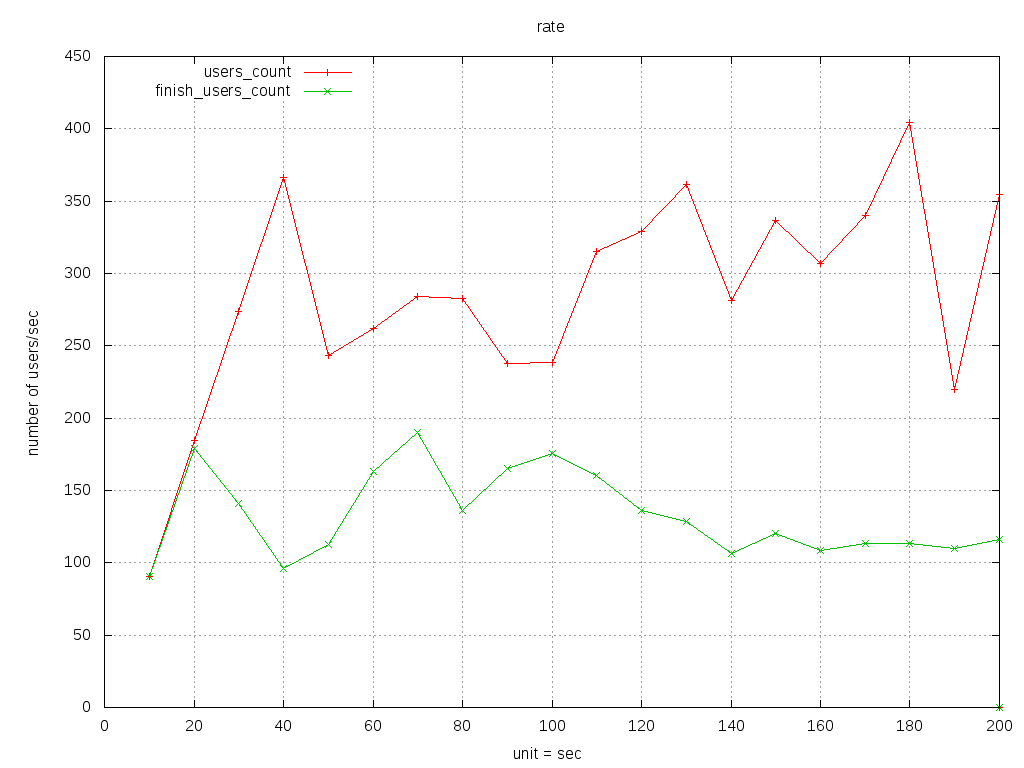 rate
450
400
350
300
250
200
150
100
50
0
users_count
finish_users_count
number of users/sec
0 20 40 60 80 100 120 140 160 180 200
unit = sec